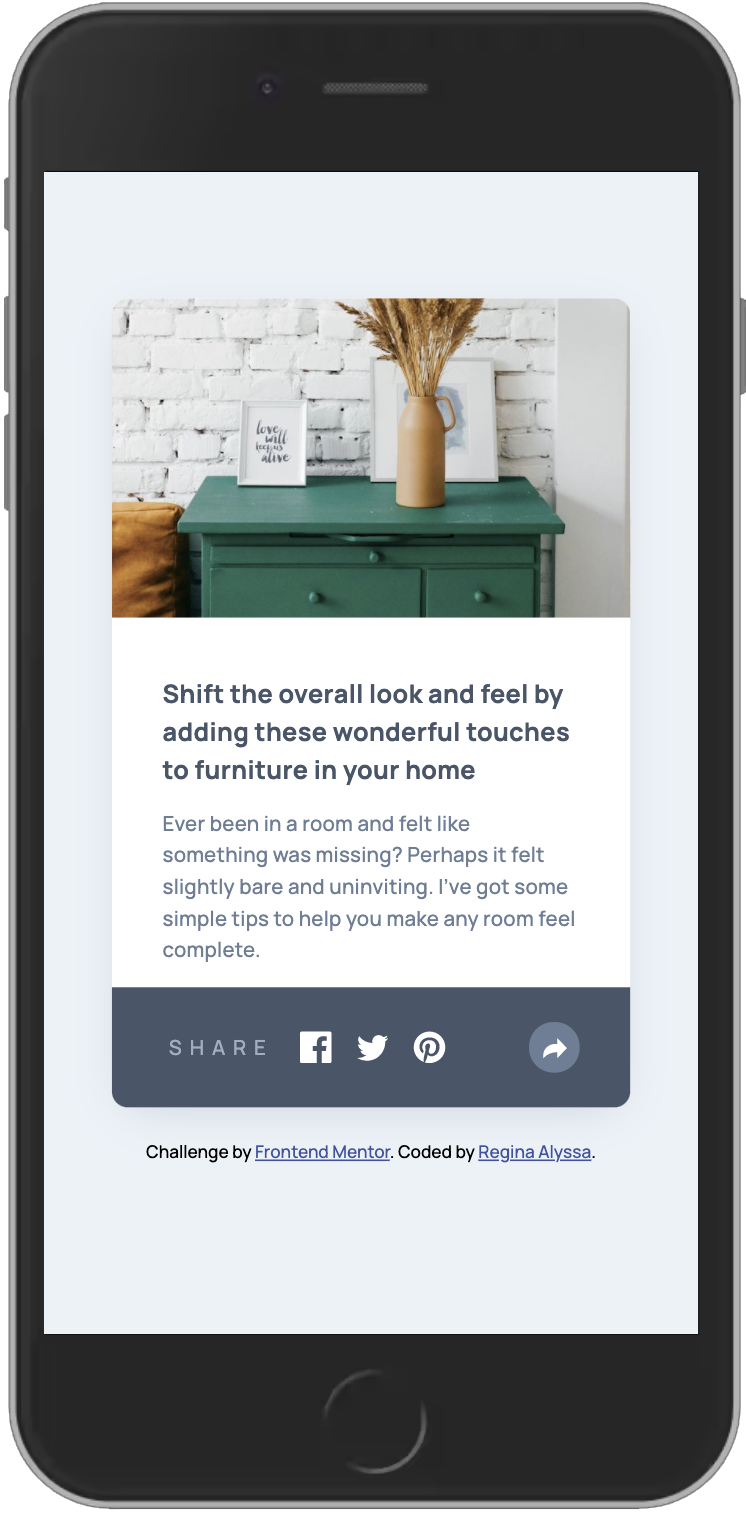 love
will
keep us
alive
Shift the overall look and feel by
adding these wonderful touches
to furniture in your home
Ever been in a room and felt like
something was missing? Perhaps it felt
slightly bare and uninviting. I’ve got some
simple tips to help you make any room feel
complete.
SHARE
Challenge by Frontend Mentor. Coded by Regina Alyssa.